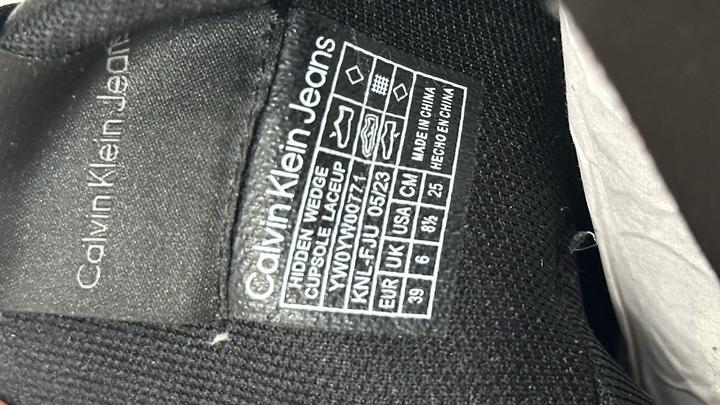 Calvin Klein Jeans
Calvin Klein Jeans
HIDDEN WEDGE
CUPSOLE LACEUP
YW0YW00771
KNL-FJU 05/23
EUR UK USA CM
39 6 8½ 25
MADE IN CHINA
HECHO EN CHINA